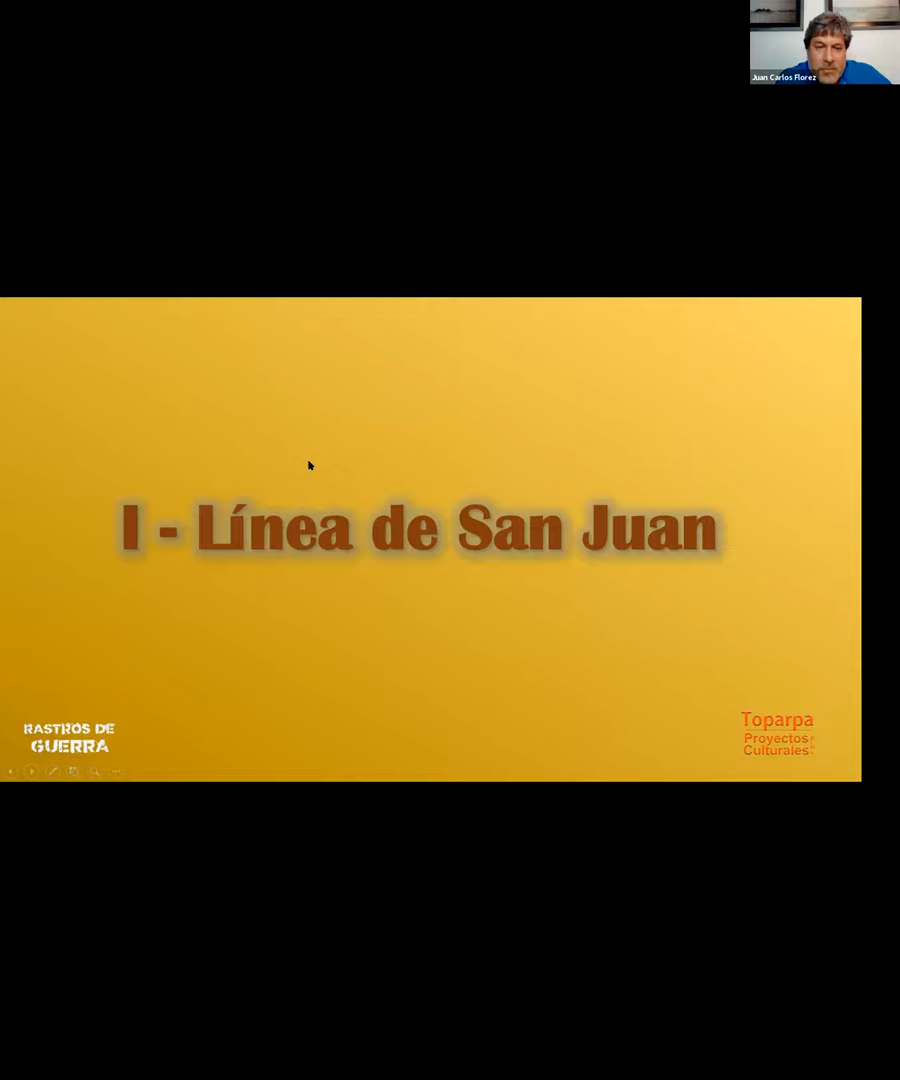 Juan Carlos Florez
I - Línea de San Juan
RASTROS DE
GUERRA
Toparpa
Proyectos
Culturales